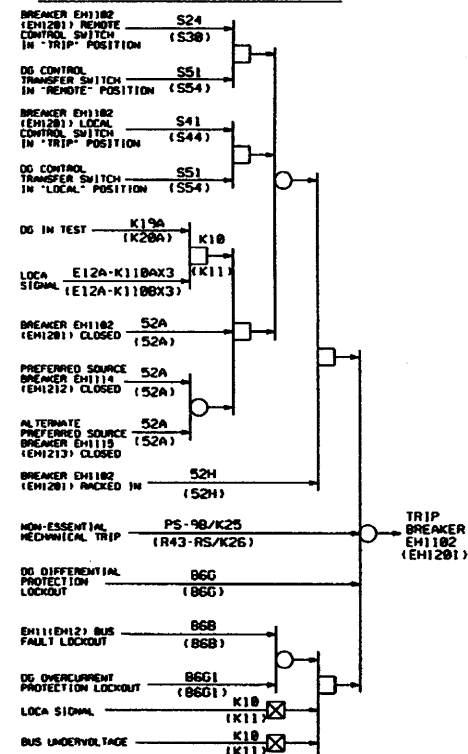 BREAKER EH1102
(EH1201) REMOTE
CONTROL SWITCH
IN "TRIP" POSITION
S24
(S30)
DG CONTROL
TRANSFER SWITCH
IN "REMOTE" POSITION
S51
(S54)
BREAKER EH1102
(EH1201) LOCAL
CONTROL SWITCH
IN "TRIP" POSITION
S41
(S44)
DG CONTROL
TRANSFER SWITCH
IN "LOCAL" POSITION
S51
(S54)
DG IN TEST
K19A
(K20A)
K10
(K11)
LOCA
SIGNAL
E12A-K110AX3
(E12A-K110BX3)
BREAKER EH1102
(EH1201) CLOSED
52A
(52A)
PREFERRED SOURCE
BREAKER EH1114
(EH1212) CLOSED
52A
(52A)
ALTERNATE
PREFERRED SOURCE
BREAKER EH1115
(EH1213) CLOSED
52A
(52A)
BREAKER EH1102
(EH1201) RACKED IN
52H
(52H)
NON-ESSENTIAL
MECHANICAL TRIP
PS-9B/K25
(R43-RS/K26)
TRIP
BREAKER
EH1102
(EH1201)
DG DIFFERENTIAL
PROTECTION
LOCKOUT
86G
(86G)
EH11(EH12) BUS
FAULT LOCKOUT
86B
(86B)
DG OVERCURRENT
PROTECTION LOCKOUT
86G1
(86G1)
LOCA SIGNAL
K10
(K11)
BUS UNDERVOLTAGE
K10
(K11)